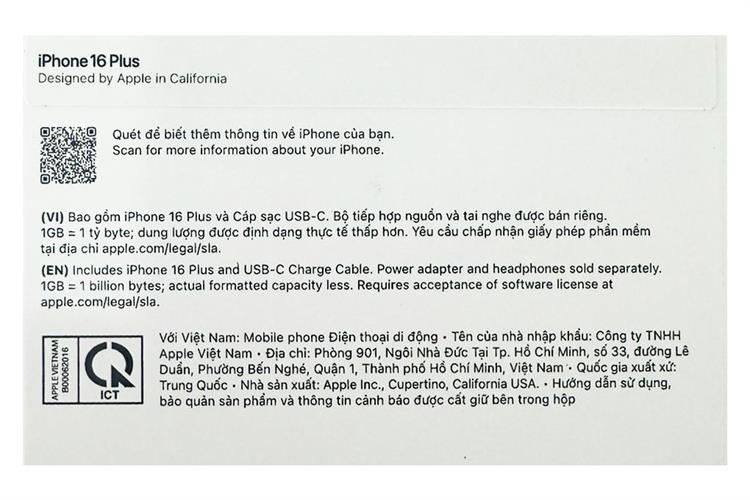 iPhone 16 Plus
Designed by Apple in California
Quét để biết thêm thông tin về iPhone của bạn.
Scan for more information about your iPhone.
(VI) Bao gồm iPhone 16 Plus và Cáp sạc USB-C. Bộ tiếp hợp nguồn và tai nghe được bán riêng.
1GB = 1 tỷ byte; dung lượng được định dạng thực tế thấp hơn. Yêu cầu chấp nhận giấy phép phần mềm
tại địa chỉ apple.com/legal/sla.
(EN) Includes iPhone 16 Plus and USB-C Charge Cable. Power adapter and headphones sold separately.
1GB = 1 billion bytes; actual formatted capacity less. Requires acceptance of software license at
apple.com/legal/sla.
APPLE VIETNAM
B00062016
ICT
Với Việt Nam: Mobile phone Điện thoại di động • Tên của nhà nhập khẩu: Công ty TNHH
Apple Việt Nam • Địa chỉ: Phòng 901, Ngôi Nhà Đức Tại Tp. Hồ Chí Minh, số 33, đường Lê
Duẩn, Phường Bến Nghé, Quận 1, Thành phố Hồ Chí Minh, Việt Nam • Quốc gia xuất xứ:
Trung Quốc • Nhà sản xuất: Apple Inc., Cupertino, California USA. • Hướng dẫn sử dụng,
bảo quản sản phẩm và thông tin cảnh báo được cất giữ bên trong hộp